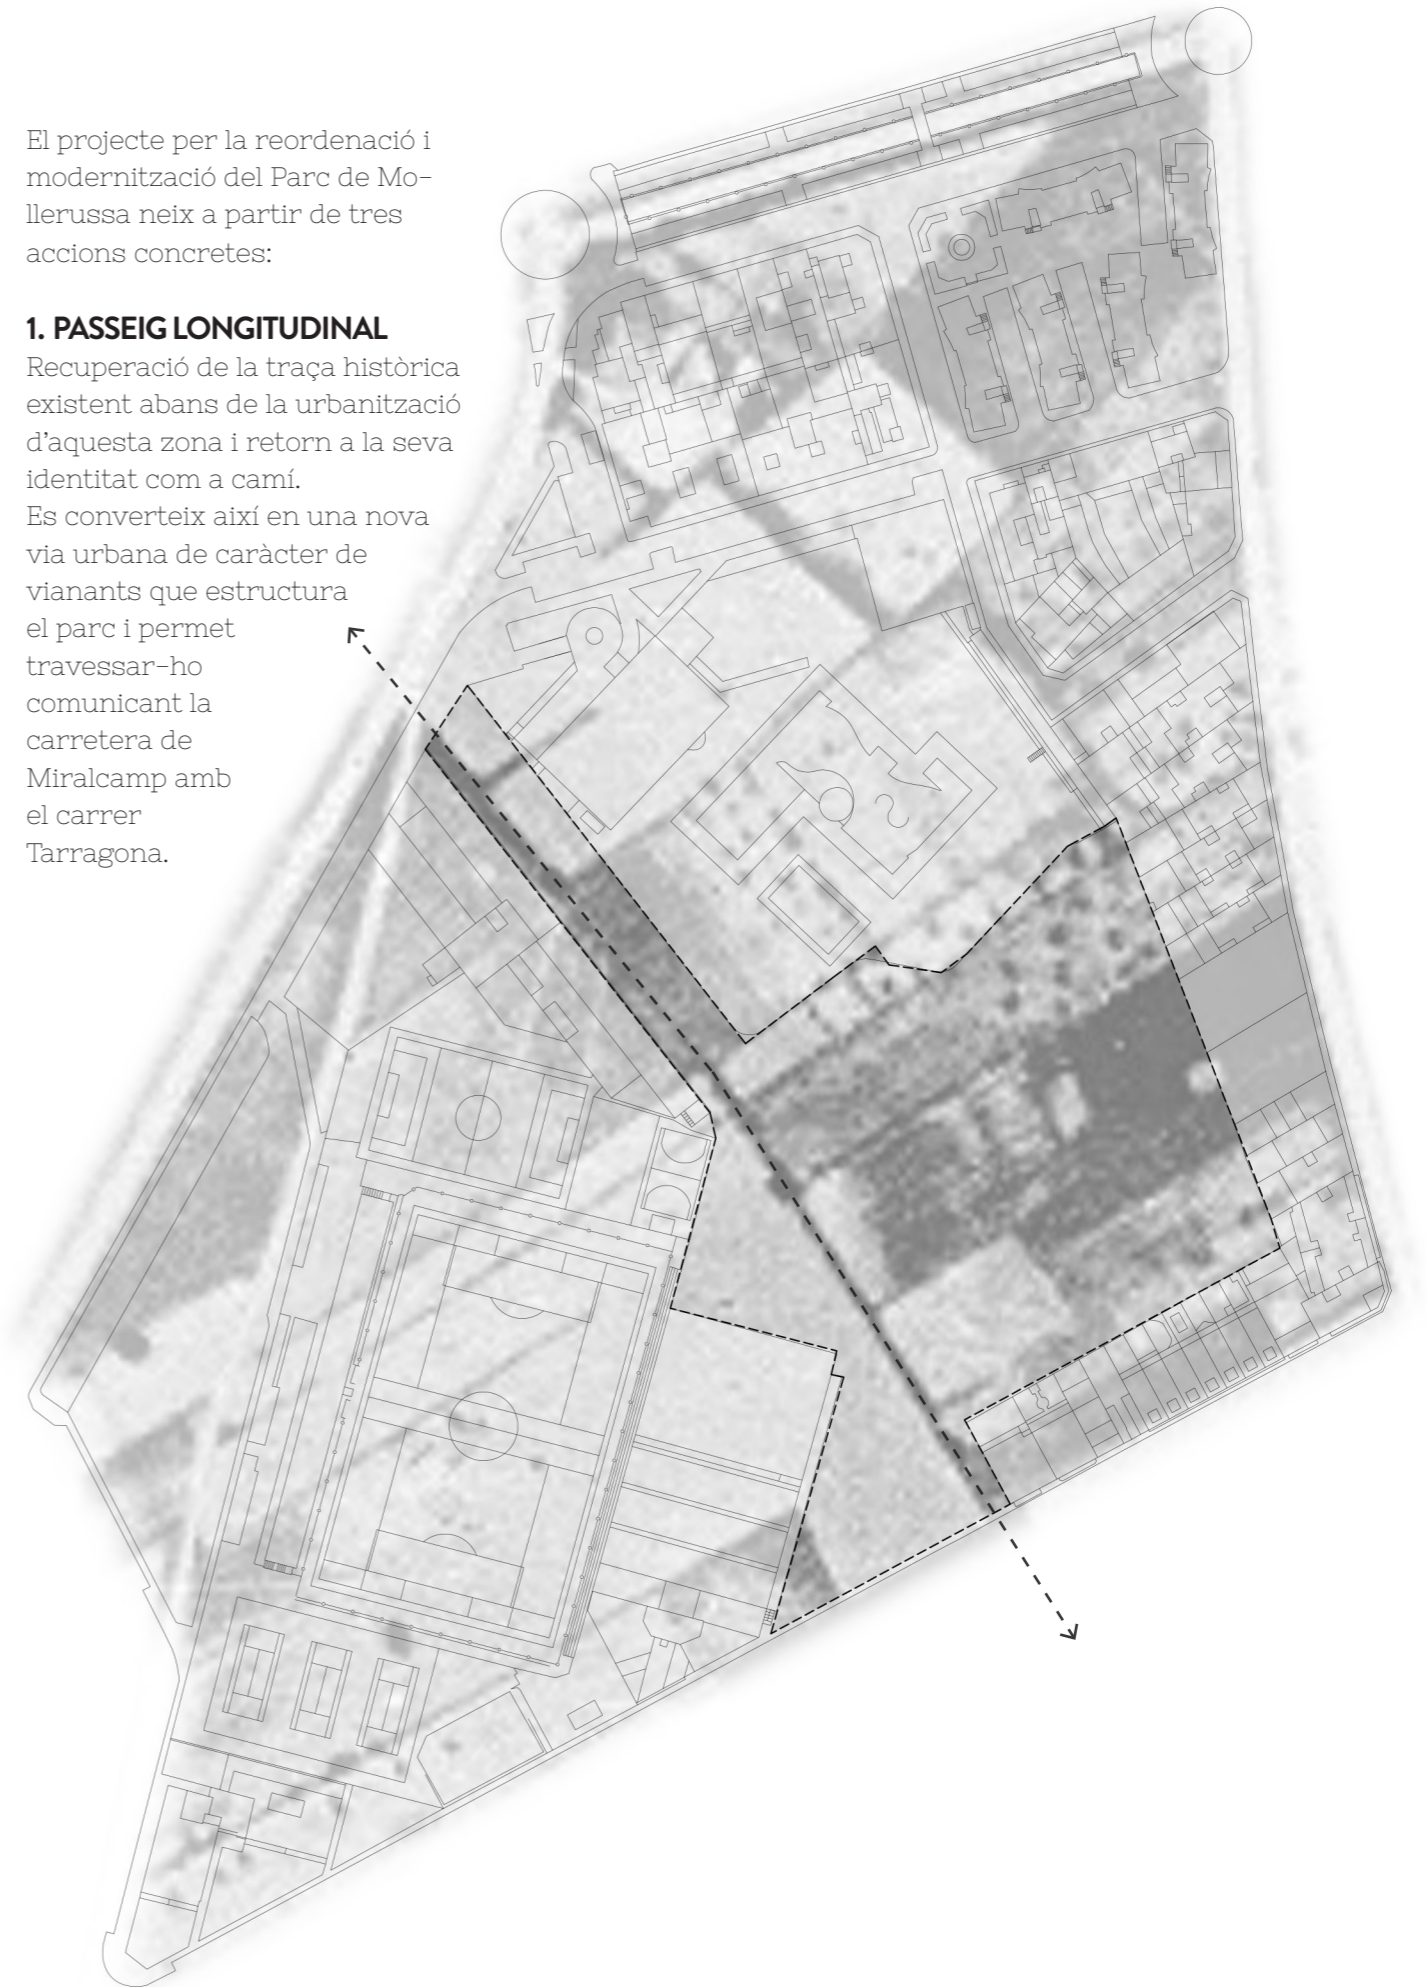 El projecte per la reordenació i
modernització del Parc de Mo-
llerussa neix a partir de tres
accions concretes:
1. PASSEIG LONGITUDINAL
Recuperació de la traça històrica
existent abans de la urbanització
d'aquesta zona i retorn a la seva
identitat com a camí.
Es converteix així en una nova
via urbana de caràcter de
vianants que estructura
el parc i permet
travessar-ho
comunicant la
carretera de
Miralcamp amb
el carrer
Tarragona.